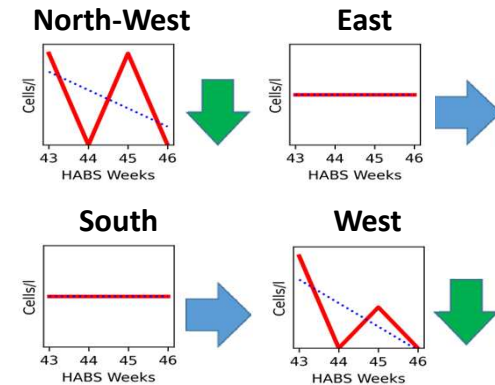 North-West
Cells/l
43 44 45 46
HABS Weeks
East
Cells/l
43 44 45 46
HABS Weeks
South
Cells/l
43 44 45 46
HABS Weeks
West
Cells/l
43 44 45 46
HABS Weeks